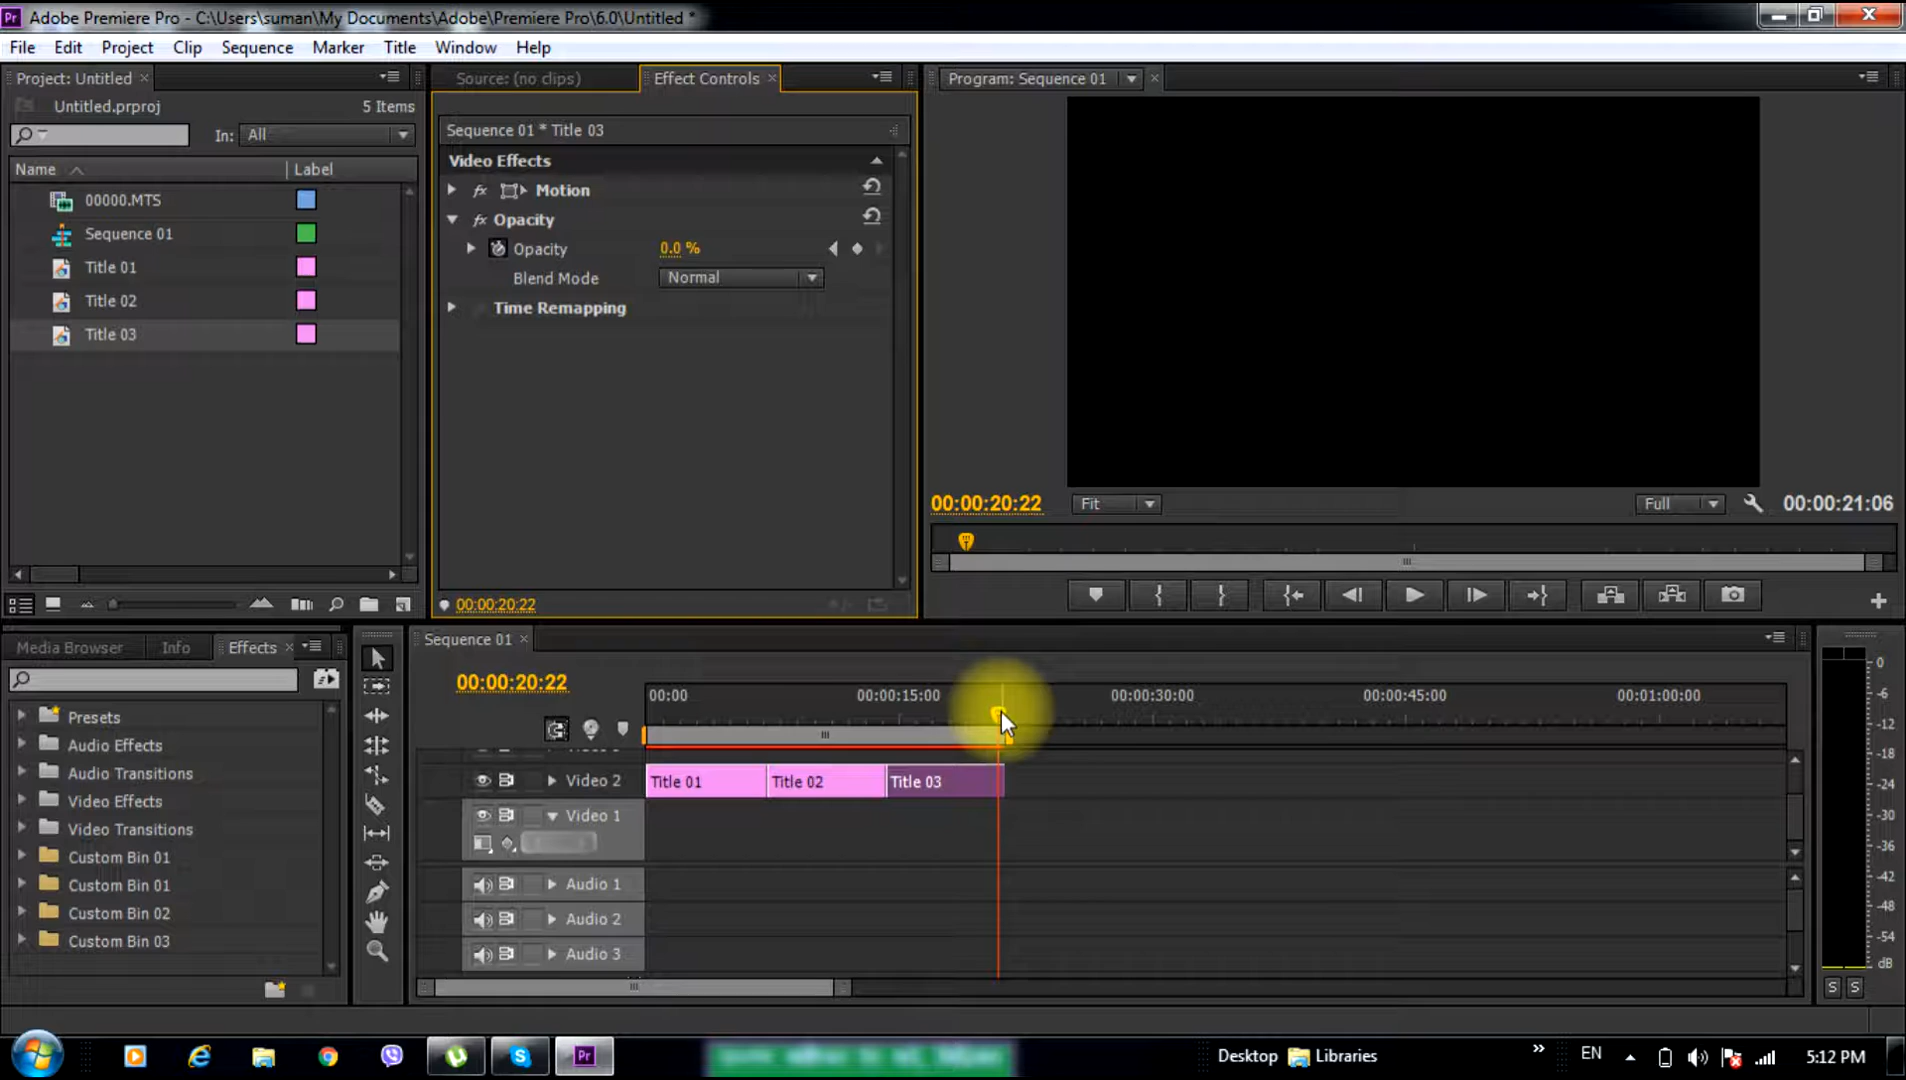 Adobe Premiere Pro - C:\Users\suman\My Documents\Adobe\Premiere Pro\6.0\Untitled *
File Edit Project Clip Sequence Marker Title Window Help
Project: Untitled
Untitled.prproj 5 Items
In: All
Name Label
00000.MTS
Sequence 01
Title 01
Title 02
Title 03
Source: (no clips) Effect Controls
Sequence 01 * Title 03
Video Effects
fx Motion
fx Opacity
Opacity 0.0 %
Blend Mode Normal
Time Remapping
00:00:20:22
Program: Sequence 01
00:00:20:22 Fit Full 00:00:21:06
Media Browser Info Effects
Presets
Audio Effects
Audio Transitions
Video Effects
Video Transitions
Custom Bin 01
Custom Bin 01
Custom Bin 02
Custom Bin 03
Sequence 01
00:00:20:22
00:00 00:00:15:00 00:00:30:00 00:00:45:00 00:01:00:00
Video 2 Title 01 Title 02 Title 03
Video 1
Audio 1
Audio 2
Audio 3
0
-6
-12
-18
-24
-30
-36
-42
-48
-54
dB
S S
Pr
Desktop Libraries » EN 5:12 PM